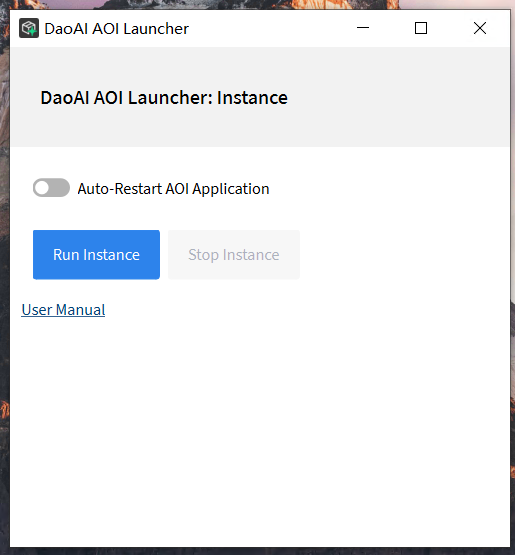 DaoAI AOI Launcher
DaoAI AOI Launcher: Instance
Auto-Restart AOI Application
Run Instance Stop Instance
User Manual